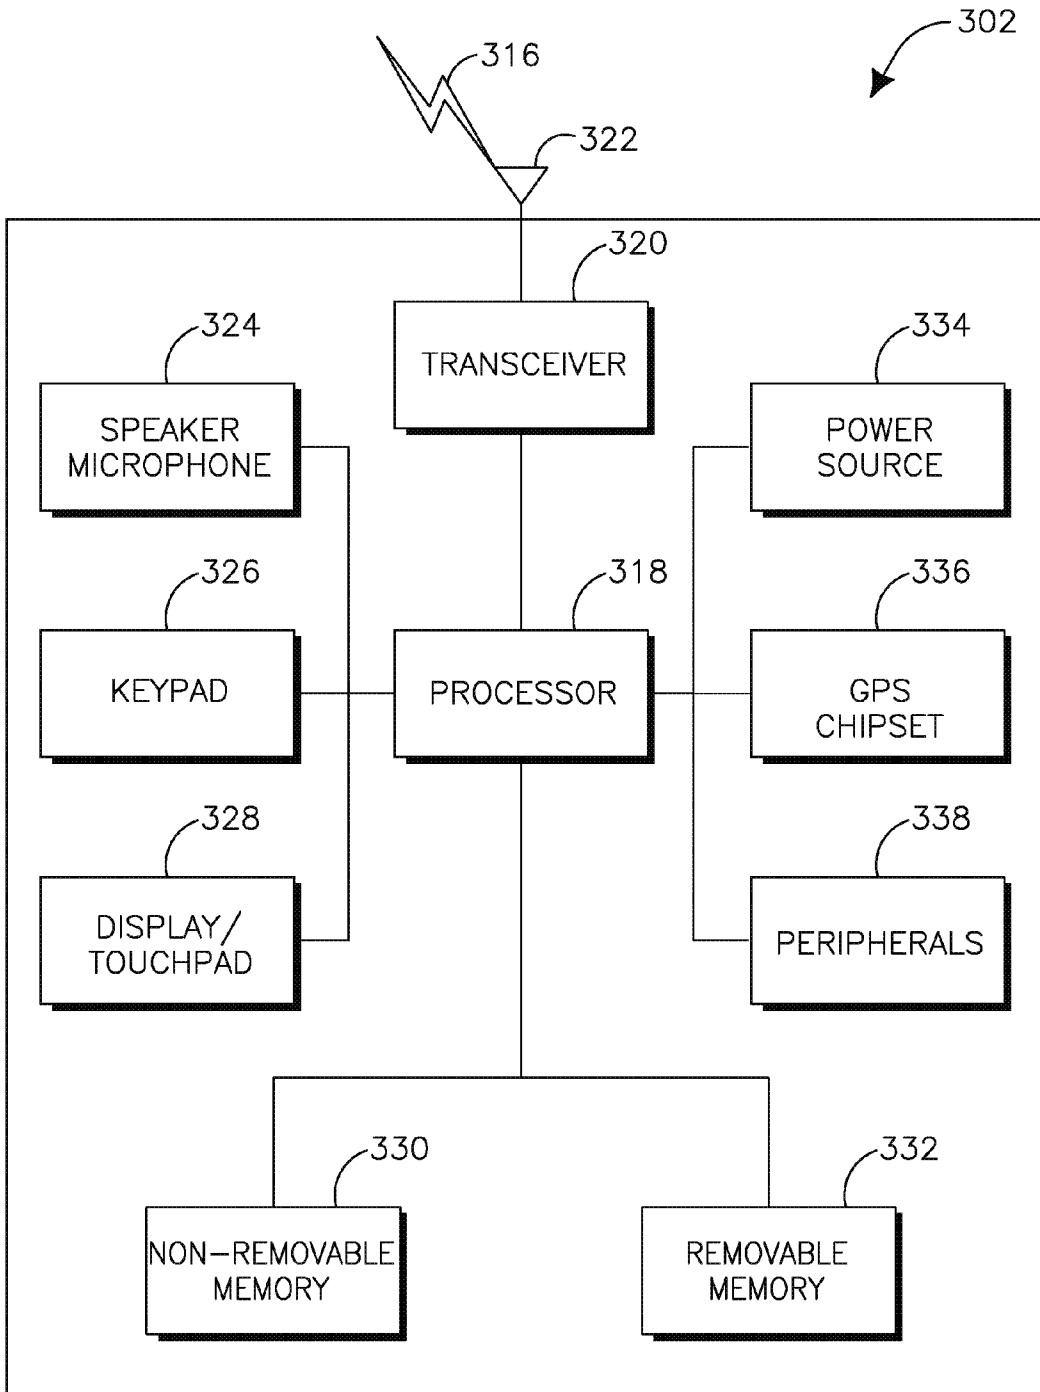 302
316
322
320
TRANSCEIVER
324
SPEAKER
MICROPHONE
334
POWER
SOURCE
326
KEYPAD
318
PROCESSOR
336
GPS
CHIPSET
328
DISPLAY/
TOUCHPAD
338
PERIPHERALS
330
NON-REMOVABLE
MEMORY
332
REMOVABLE
MEMORY